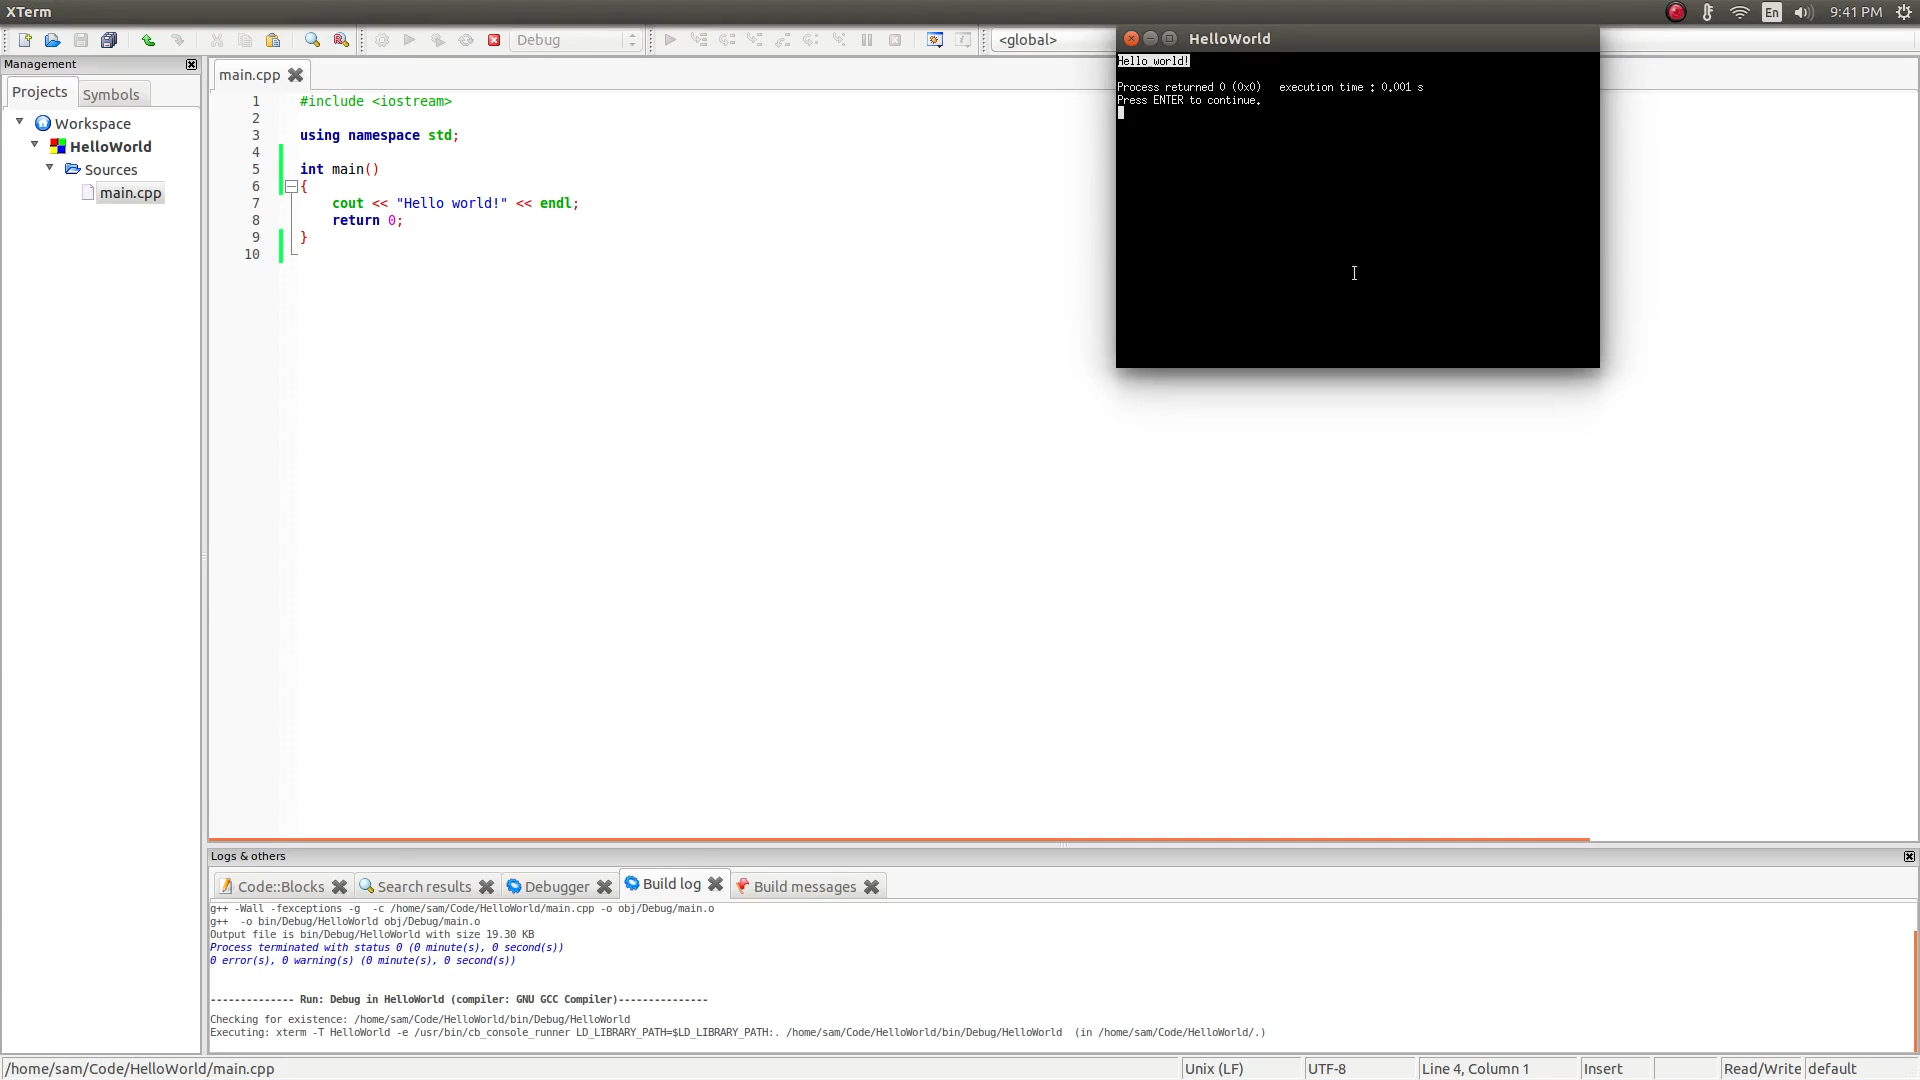 XTerm
En
9:41 PM
Debug
<global>
HelloWorld
Hello world!
Process returned 0 (0x0)   execution time : 0.001 s
Press ENTER to continue.
Management
Projects
Symbols
Workspace
HelloWorld
Sources
main.cpp
main.cpp
1 #include <iostream>
2
3 using namespace std;
4
5 int main()
6 {
7     cout << "Hello world!" << endl;
8     return 0;
9 }
10
Logs & others
Code::Blocks
Search results
Debugger
Build log
Build messages
g++ -Wall -fexceptions -g  -c /home/sam/Code/HelloWorld/main.cpp -o obj/Debug/main.o
g++  -o bin/Debug/HelloWorld obj/Debug/main.o
Output file is bin/Debug/HelloWorld with size 19.30 KB
Process terminated with status 0 (0 minute(s), 0 second(s))
0 error(s), 0 warning(s) (0 minute(s), 0 second(s))
-------------- Run: Debug in HelloWorld (compiler: GNU GCC Compiler)---------------
Checking for existence: /home/sam/Code/HelloWorld/bin/Debug/HelloWorld
Executing: xterm -T HelloWorld -e /usr/bin/cb_console_runner LD_LIBRARY_PATH=$LD_LIBRARY_PATH:. /home/sam/Code/HelloWorld/bin/Debug/HelloWorld  (in /home/sam/Code/HelloWorld/.)
/home/sam/Code/HelloWorld/main.cpp
Unix (LF)
UTF-8
Line 4, Column 1
Insert
Read/Write
default